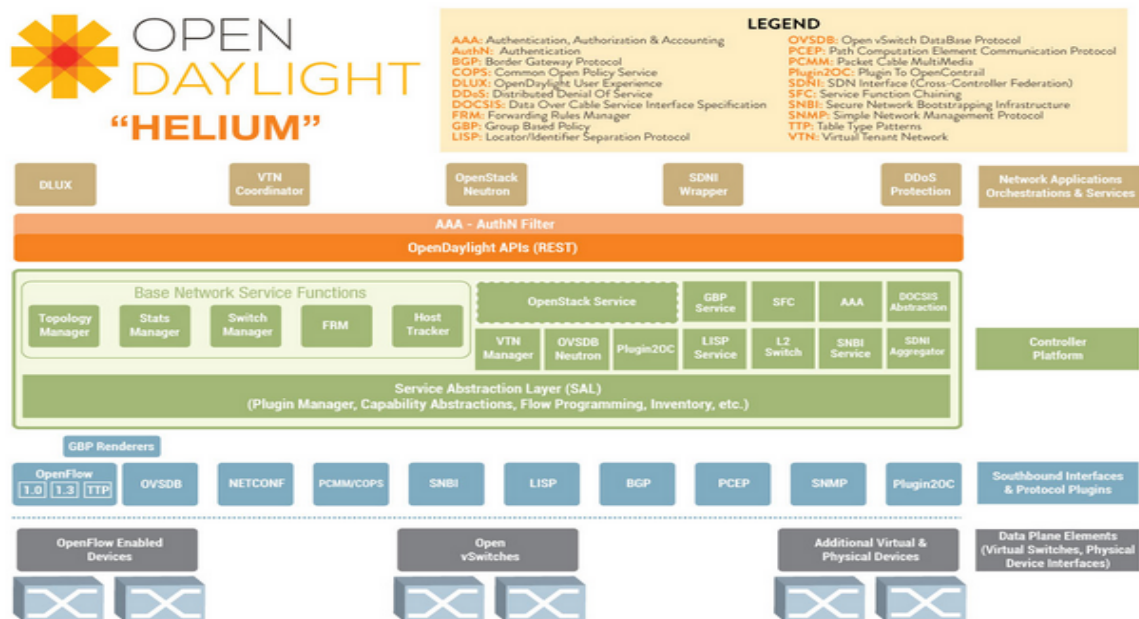 OPEN
DAYLIGHT
"HELIUM"
LEGEND
AAA: Authentication, Authorization & Accounting
AuthN: Authentication
BGP: Border Gateway Protocol
COPS: Common Open Policy Service
DLUX: OpenDaylight User Experience
DDoS: Distributed Denial Of Service
DOCSIS: Data Over Cable Service Interface Specification
FRM: Forwarding Rules Manager
GBP: Group Based Policy
LISP: Locator/Identifier Separation Protocol
OVSDB: Open vSwitch DataBase Protocol
PCEP: Path Computation Element Communication Protocol
PCMM: Packet Cable MultiMedia
Plugin2OC: Plugin To OpenContrail
SDNI: SDN Interface (Cross-Controller Federation)
SFC: Service Function Chaining
SNBI: Secure Network Bootstrapping Infrastructure
SNMP: Simple Network Management Protocol
TTP: Table Type Patterns
VTN: Virtual Tenant Network
DLUX
VTN
Coordinator
OpenStack
Neutron
SDNI
Wrapper
DDoS
Protection
Network Applications
Orchestrations & Services
AAA - AuthN Filter
OpenDaylight APIs (REST)
Base Network Service Functions
Topology
Manager
Stats
Manager
Switch
Manager
FRM
Host
Tracker
OpenStack Service
GBP
Service
SFC
AAA
DOCSIS
Abstraction
VTN
Manager
OVSDB
Neutron
Plugin2OC
LISP
Service
L2
Switch
SNBI
Service
SDNI
Aggregator
Controller
Platform
Service Abstraction Layer (SAL)
(Plugin Manager, Capability Abstractions, Flow Programming, Inventory, etc.)
GBP Renderers
OpenFlow
1.0 1.3 TTP
OVSDB
NETCONF
PCMM/COPS
SNBI
LISP
BGP
PCEP
SNMP
Plugin2OC
Southbound Interfaces
& Protocol Plugins
OpenFlow Enabled
Devices
Open
vSwitches
Additional Virtual &
Physical Devices
Data Plane Elements
(Virtual Switches, Physical
Device Interfaces)